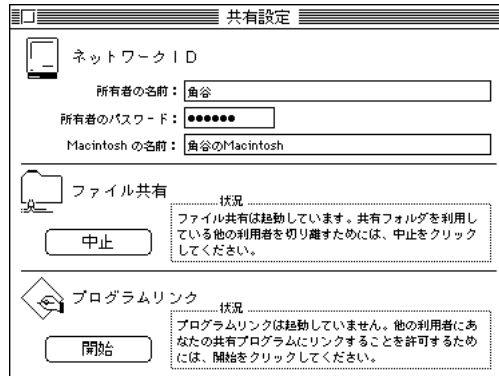 共有設定
ネットワークＩＤ
所有者の名前： 角谷
所有者のパスワード： ●●●●●●
Macintosh の名前： 角谷のMacintosh
ファイル共有
状況
ファイル共有は起動しています。共有フォルダを利用し
ている他の利用者を切り離すためには、中止をクリック
してください。
中止
プログラムリンク
状況
プログラムリンクは起動していません。他の利用者にあ
なたの共有プログラムにリンクすることを許可するため
には、開始をクリックしてください。
開始